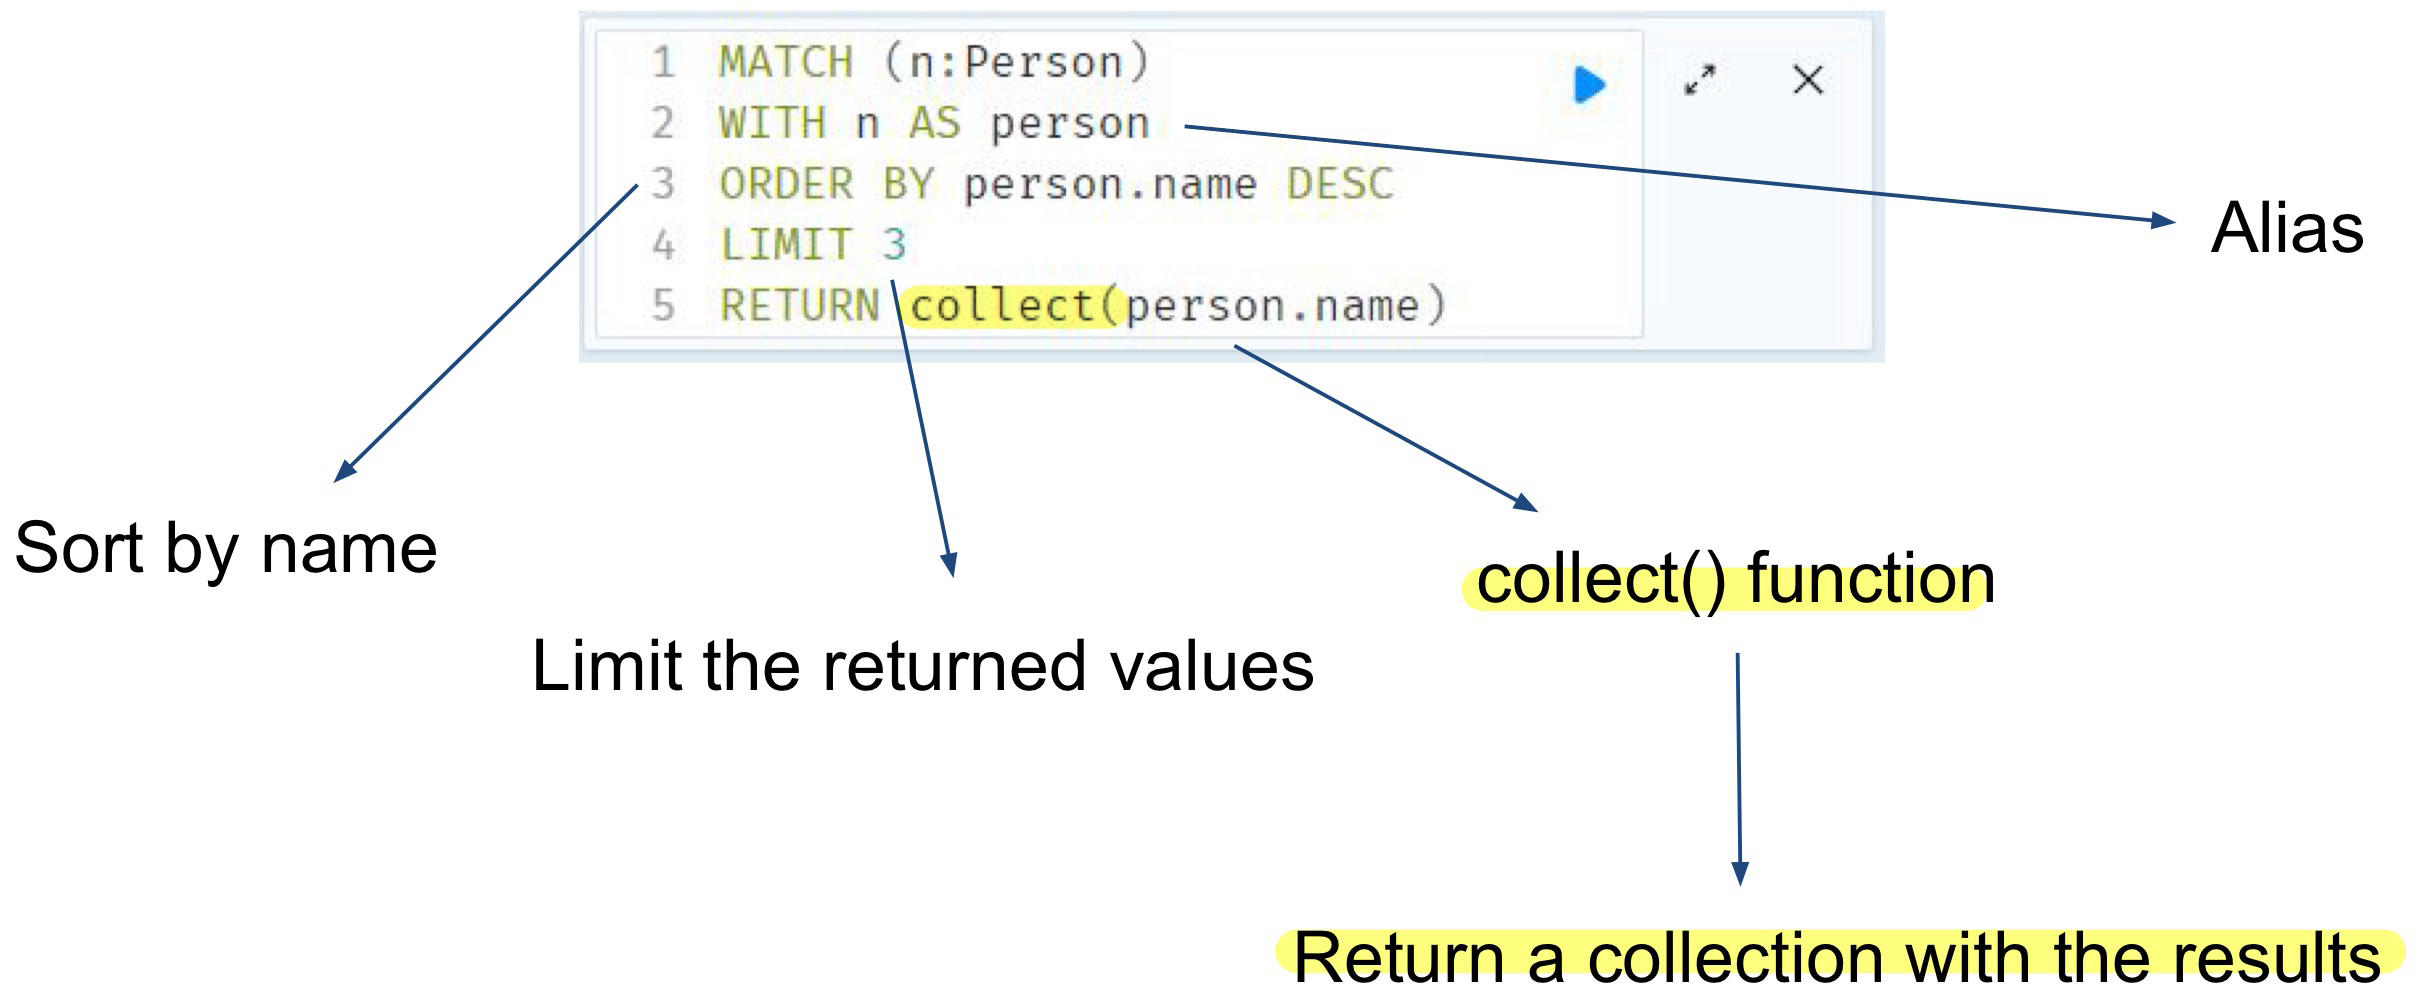 1 MATCH (n:Person)
2 WITH n AS person
3 ORDER BY person.name DESC
4 LIMIT 3
5 RETURN collect(person.name)
Alias
Sort by name
collect() function
Limit the returned values
Return a collection with the results